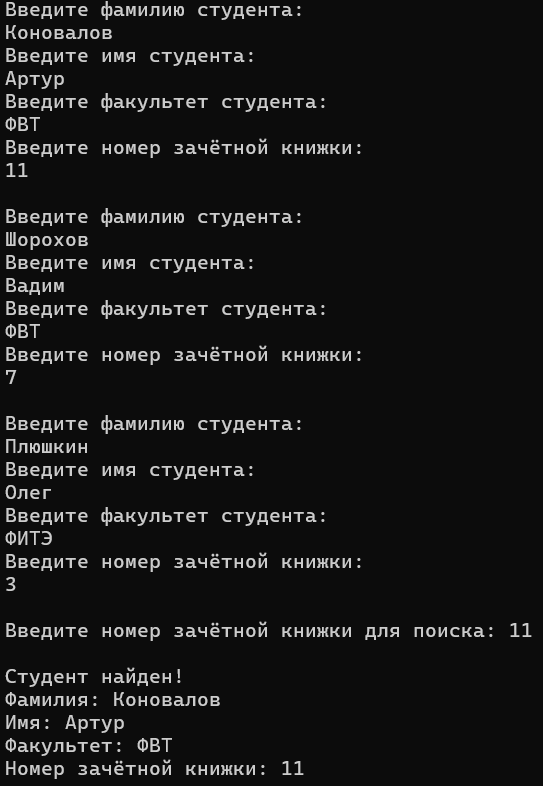 Введите фамилию студента:
Коновалов
Введите имя студента:
Артур
Введите факультет студента:
ФВТ
Введите номер зачётной книжки:
11
Введите фамилию студента:
Шорохов
Введите имя студента:
Вадим
Введите факультет студента:
ФВТ
Введите номер зачётной книжки:
7
Введите фамилию студента:
Плюшкин
Введите имя студента:
Олег
Введите факультет студента:
ФИТЭ
Введите номер зачётной книжки:
3
Введите номер зачётной книжки для поиска: 11
Студент найден!
Фамилия: Коновалов
Имя: Артур
Факультет: ФВТ
Номер зачётной книжки: 11